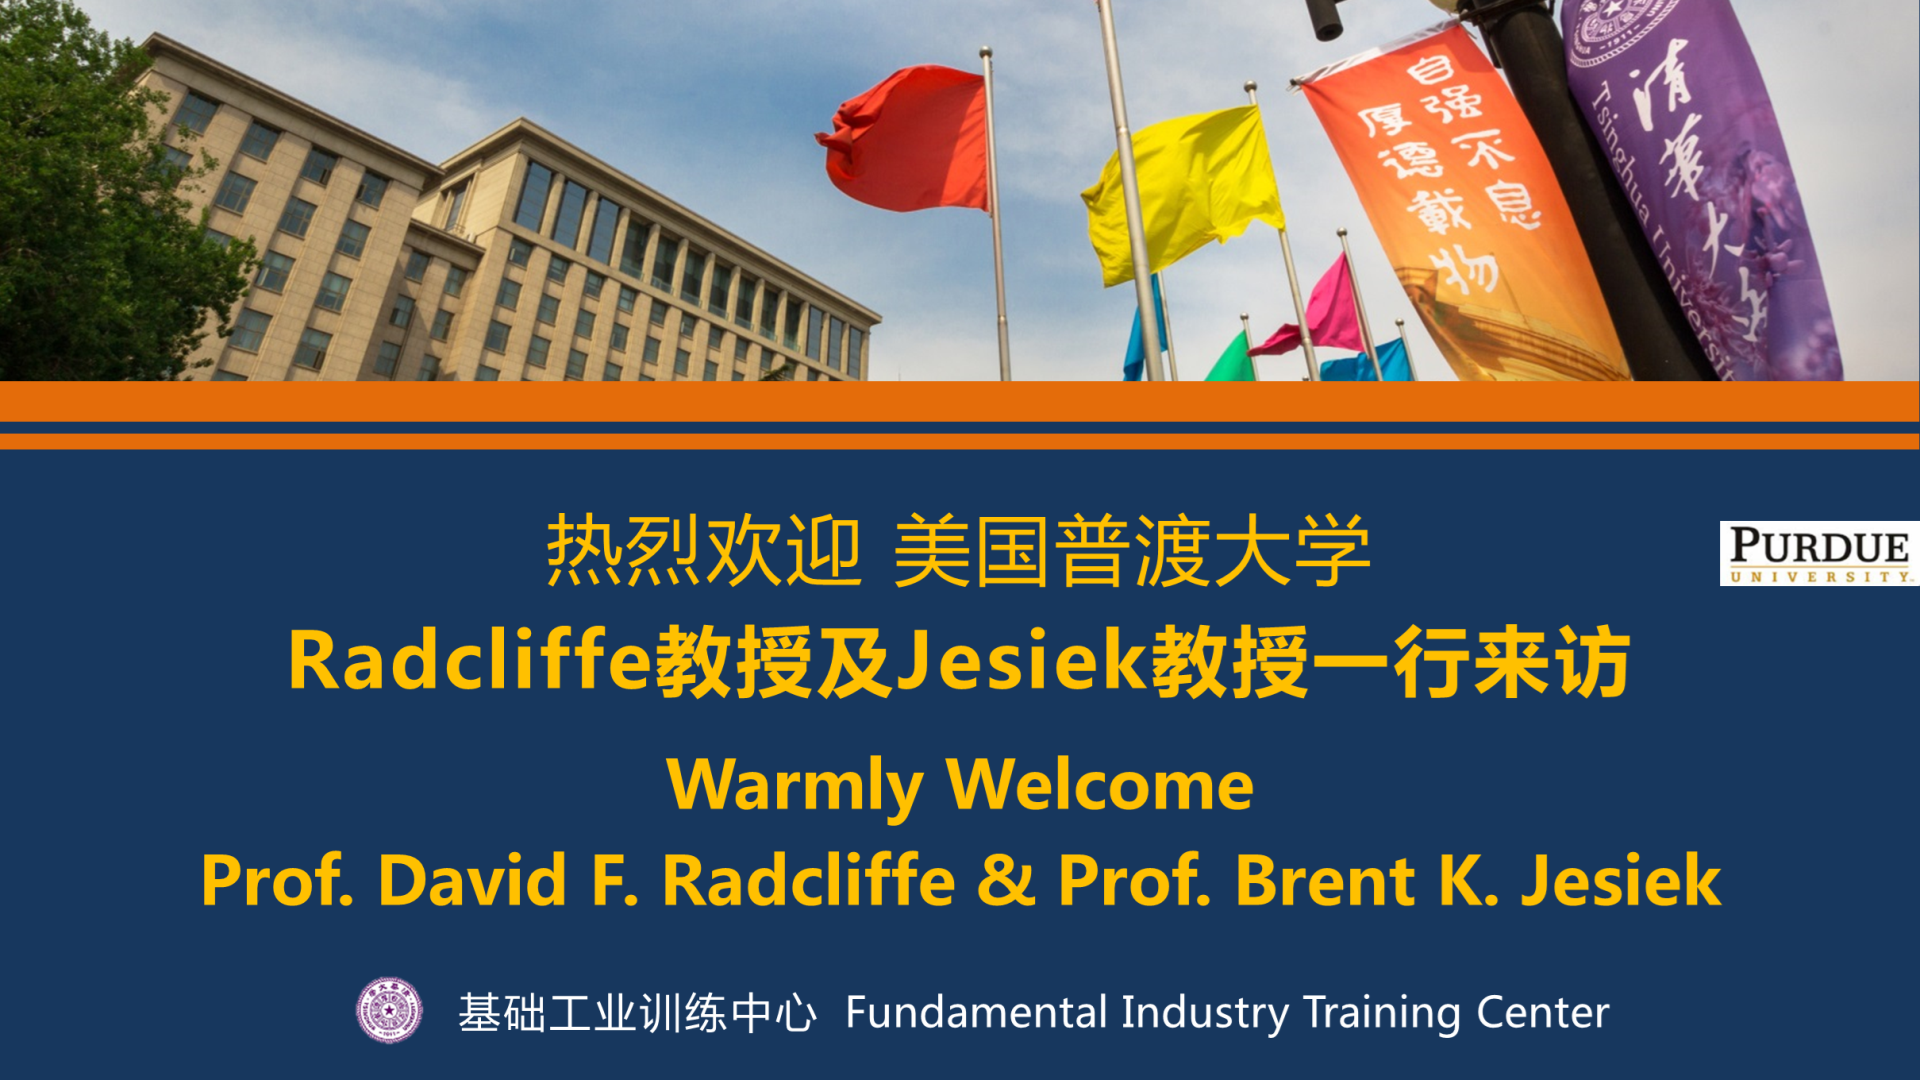 自强不息
厚德載物
清华大学
Tsinghua Universit
热烈欢迎 美国普渡大学
PURDUE
UNIVERSITY
Radcliffe教授及Jesiek教授一行来访
Warmly Welcome
Prof. David F. Radcliffe & Prof. Brent K. Jesiek
基础工业训练中心 Fundamental Industry Training Center